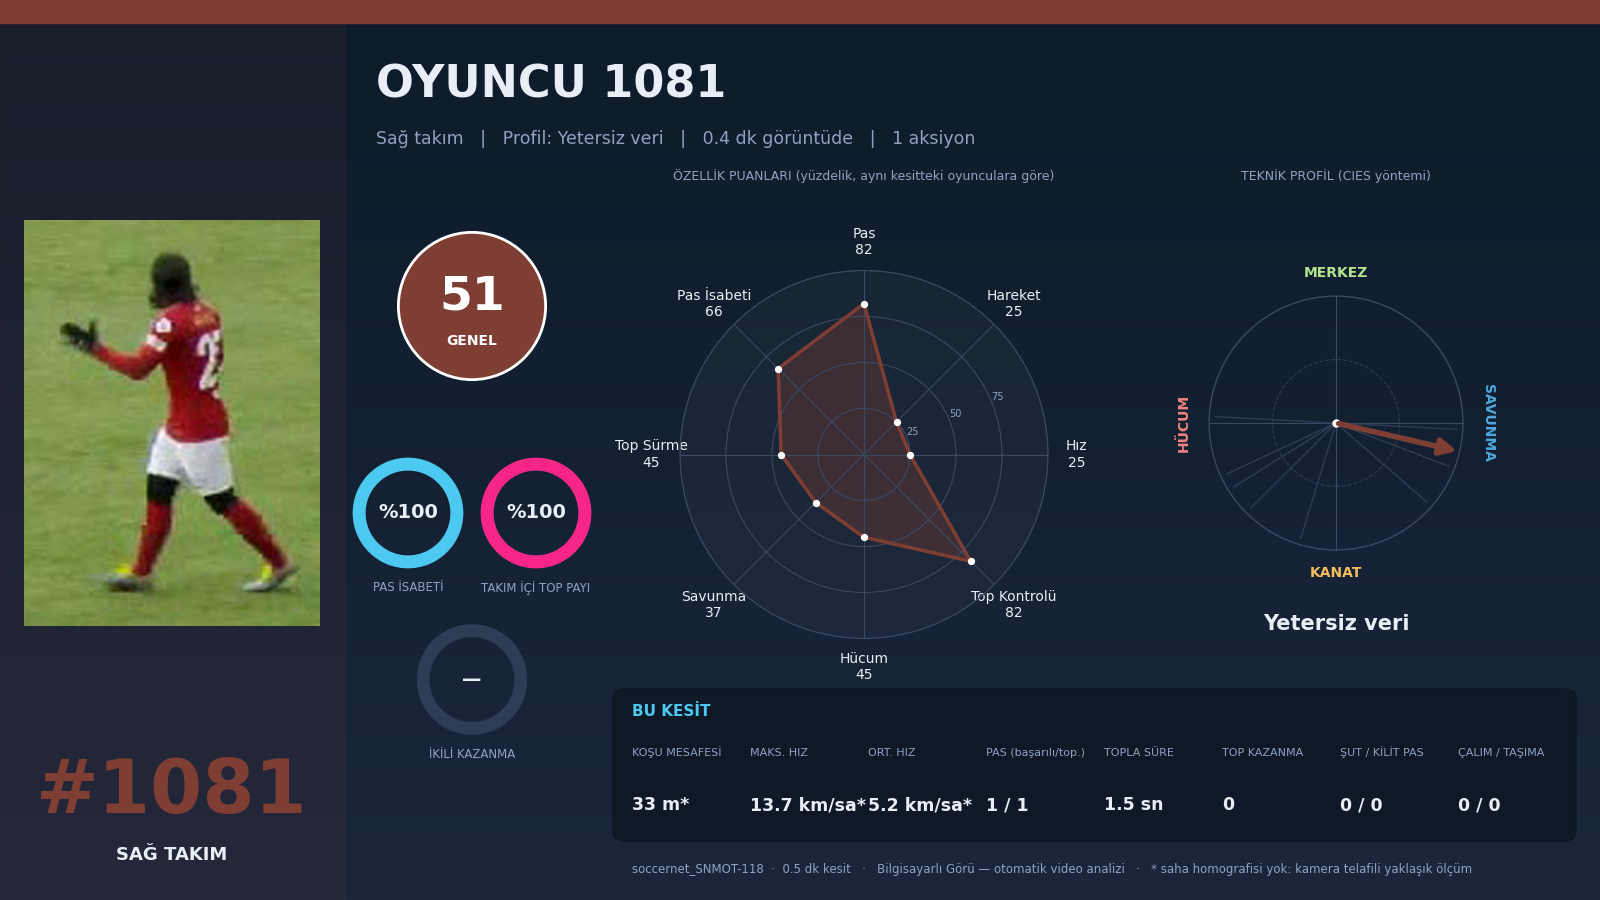 OYUNCU 1081
Sağ takım | Profil: Yetersiz veri | 0.4 dk görüntüde | 1 aksiyon
ÖZELLİK PUANLARI (yüzdelik, aynı kesitteki oyunculara göre)
TEKNİK PROFİL (CIES yöntemi)
51
GENEL
%100
PAS İSABETİ
%100
TAKIM İÇİ TOP PAYI
—
İKİLİ KAZANMA
Pas
82
Pas İsabeti
66
Hareket
25
Top Sürme
45
Hız
25
Savunma
37
Top Kontrolü
82
Hücum
45
75
50
25
MERKEZ
HÜCUM
SAVUNMA
KANAT
Yetersiz veri
#1081
SAĞ TAKIM
BU KESİT
KOŞU MESAFESİ MAKS. HIZ ORT. HIZ PAS (başarılı/top.) TOPLA SÜRE TOP KAZANMA ŞUT / KİLİT PAS ÇALIM / TAŞIMA
33 m* 13.7 km/sa* 5.2 km/sa* 1 / 1 1.5 sn 0 0 / 0 0 / 0
soccernet_SNMOT-118 · 0.5 dk kesit · Bilgisayarlı Görü — otomatik video analizi · * saha homografisi yok: kamera telafili yaklaşık ölçüm